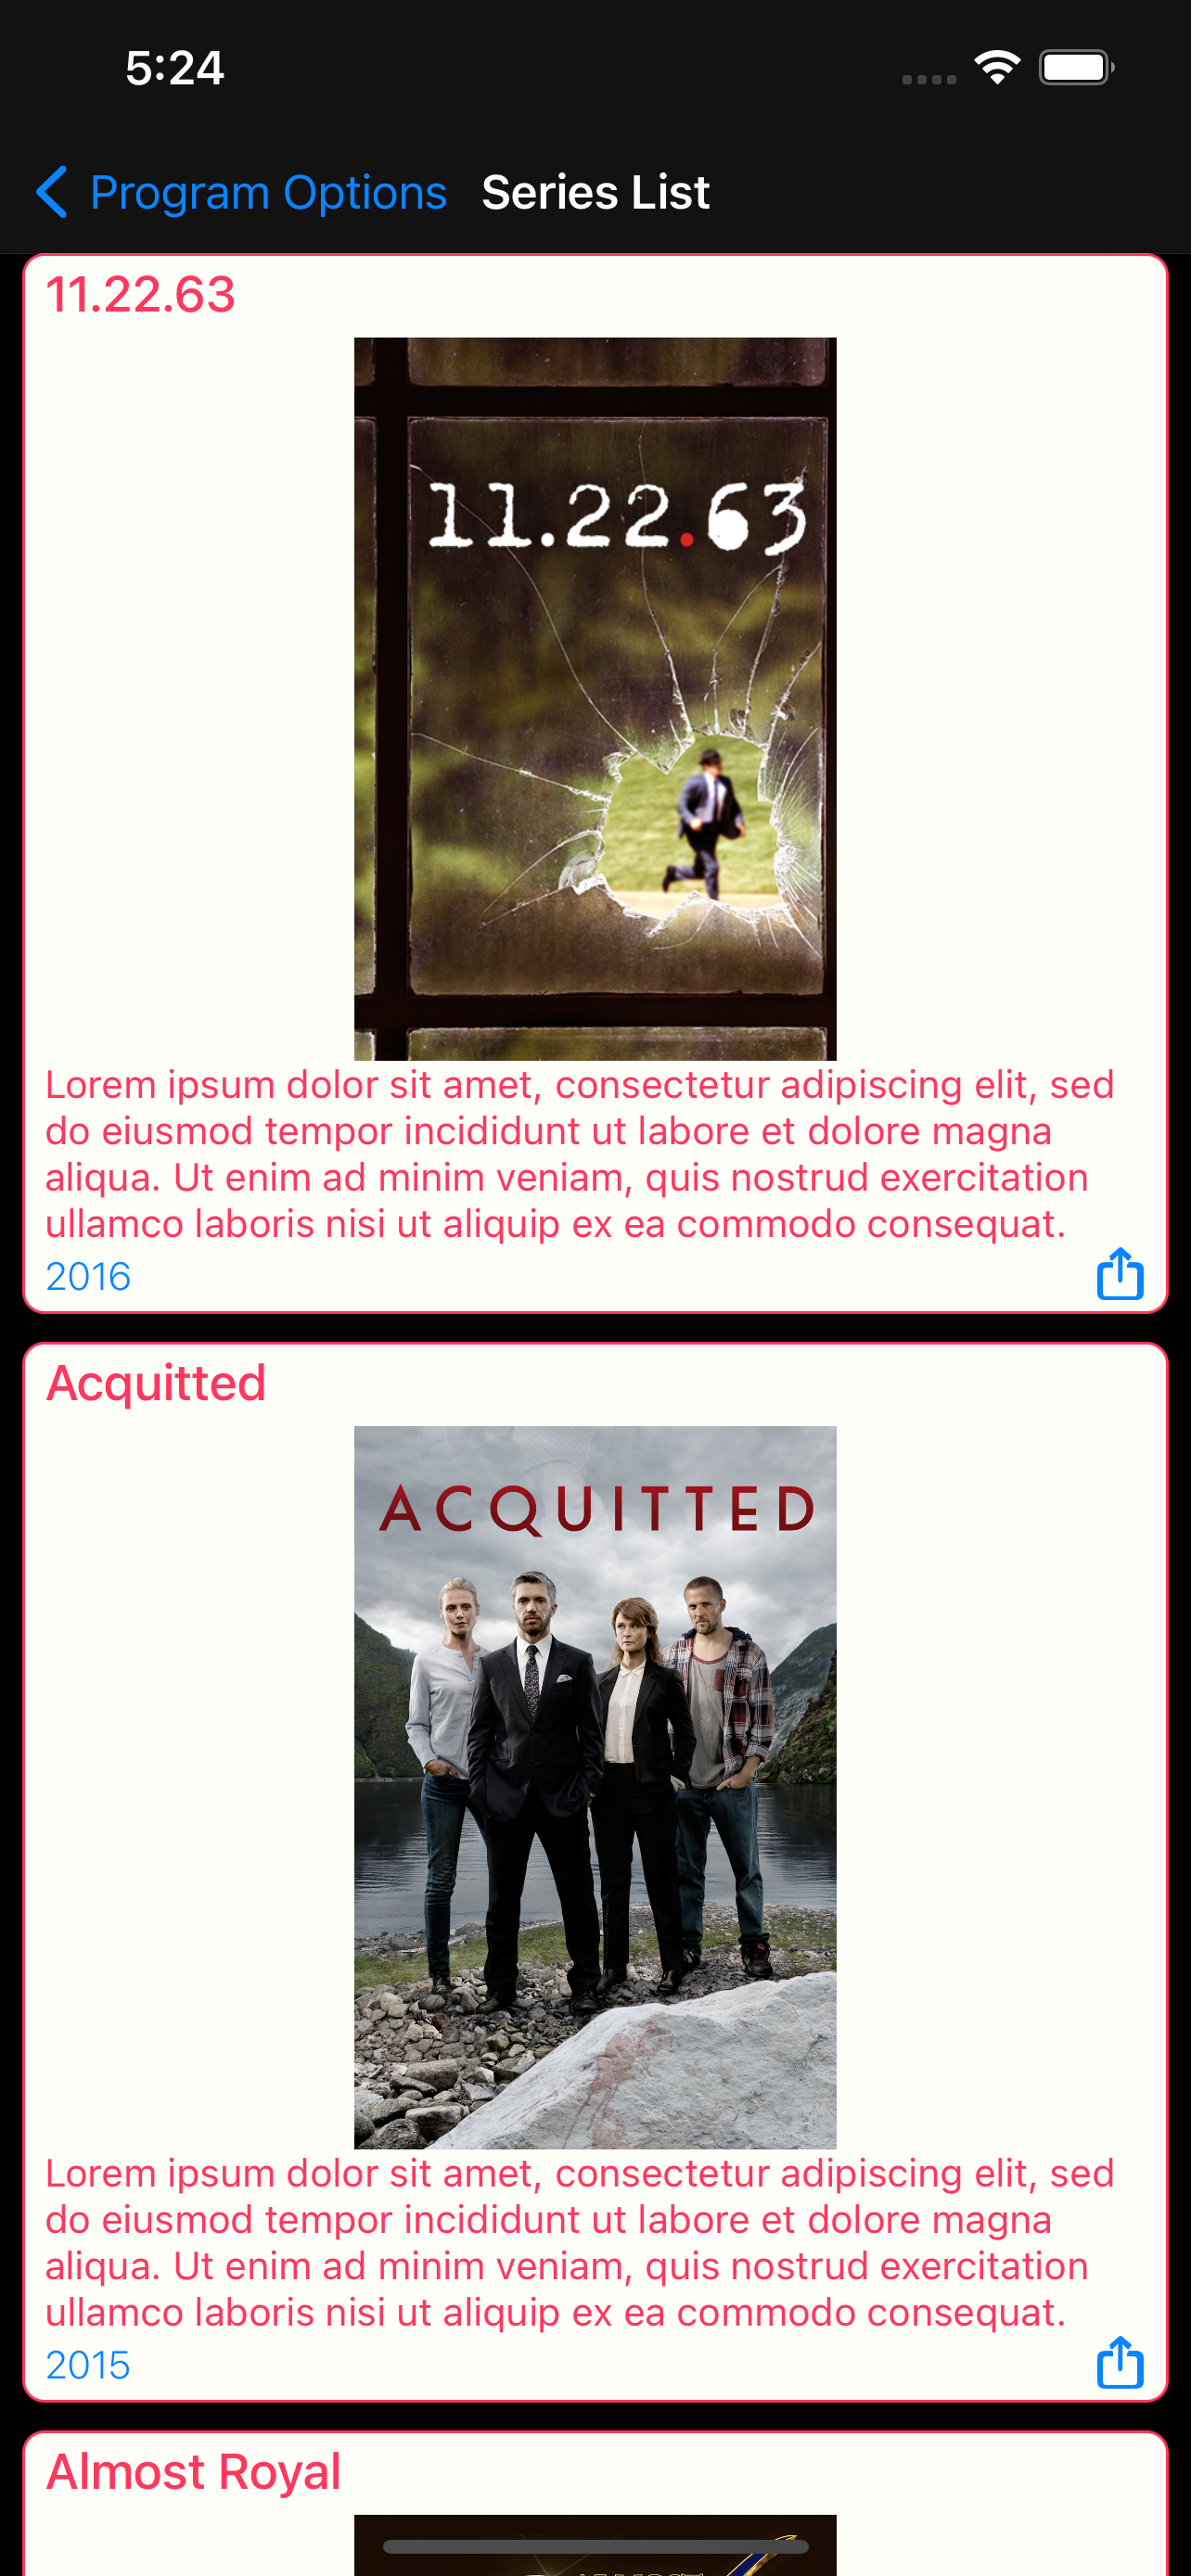 5:24
Program Options Series List
11.22.63
11.22.63
Lorem ipsum dolor sit amet, consectetur adipiscing elit, sed
do eiusmod tempor incididunt ut labore et dolore magna
aliqua. Ut enim ad minim veniam, quis nostrud exercitation
ullamco laboris nisi ut aliquip ex ea commodo consequat.
2016
Acquitted
ACQUITTED
Lorem ipsum dolor sit amet, consectetur adipiscing elit, sed
do eiusmod tempor incididunt ut labore et dolore magna
aliqua. Ut enim ad minim veniam, quis nostrud exercitation
ullamco laboris nisi ut aliquip ex ea commodo consequat.
2015
Almost Royal